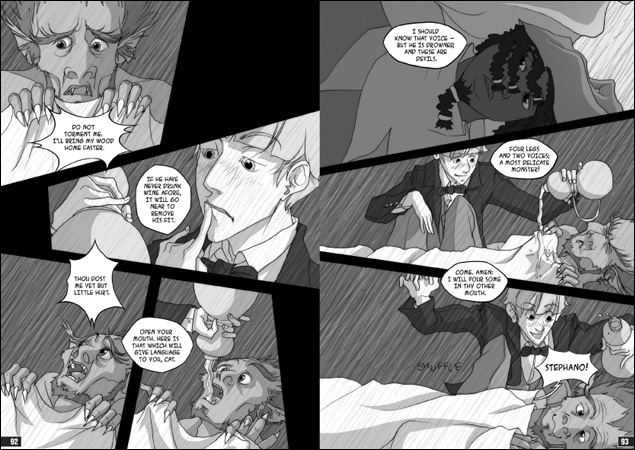 DO NOT
TORMENT ME.
I'LL BRING MY WOOD
HOME FASTER.
IF HE HAVE
NEVER DRUNK
WINE AFORE,
IT WILL GO
NEAR TO
REMOVE
HIS FIT.
THOU DOST
ME YET BUT
LITTLE HURT.
OPEN YOUR
MOUTH. HERE IS
THAT WHICH WILL
GIVE LANGUAGE
TO YOU, CAT.
92
I SHOULD
KNOW THAT VOICE –
BUT HE IS DROWNED,
AND THESE ARE
DEVILS.
FOUR LEGS
AND TWO VOICES;
A MOST DELICATE
MONSTER!
COME. AMEN:
I WILL POUR SOME
IN THY OTHER
MOUTH.
SHUFFLE
STEPHANO!
93